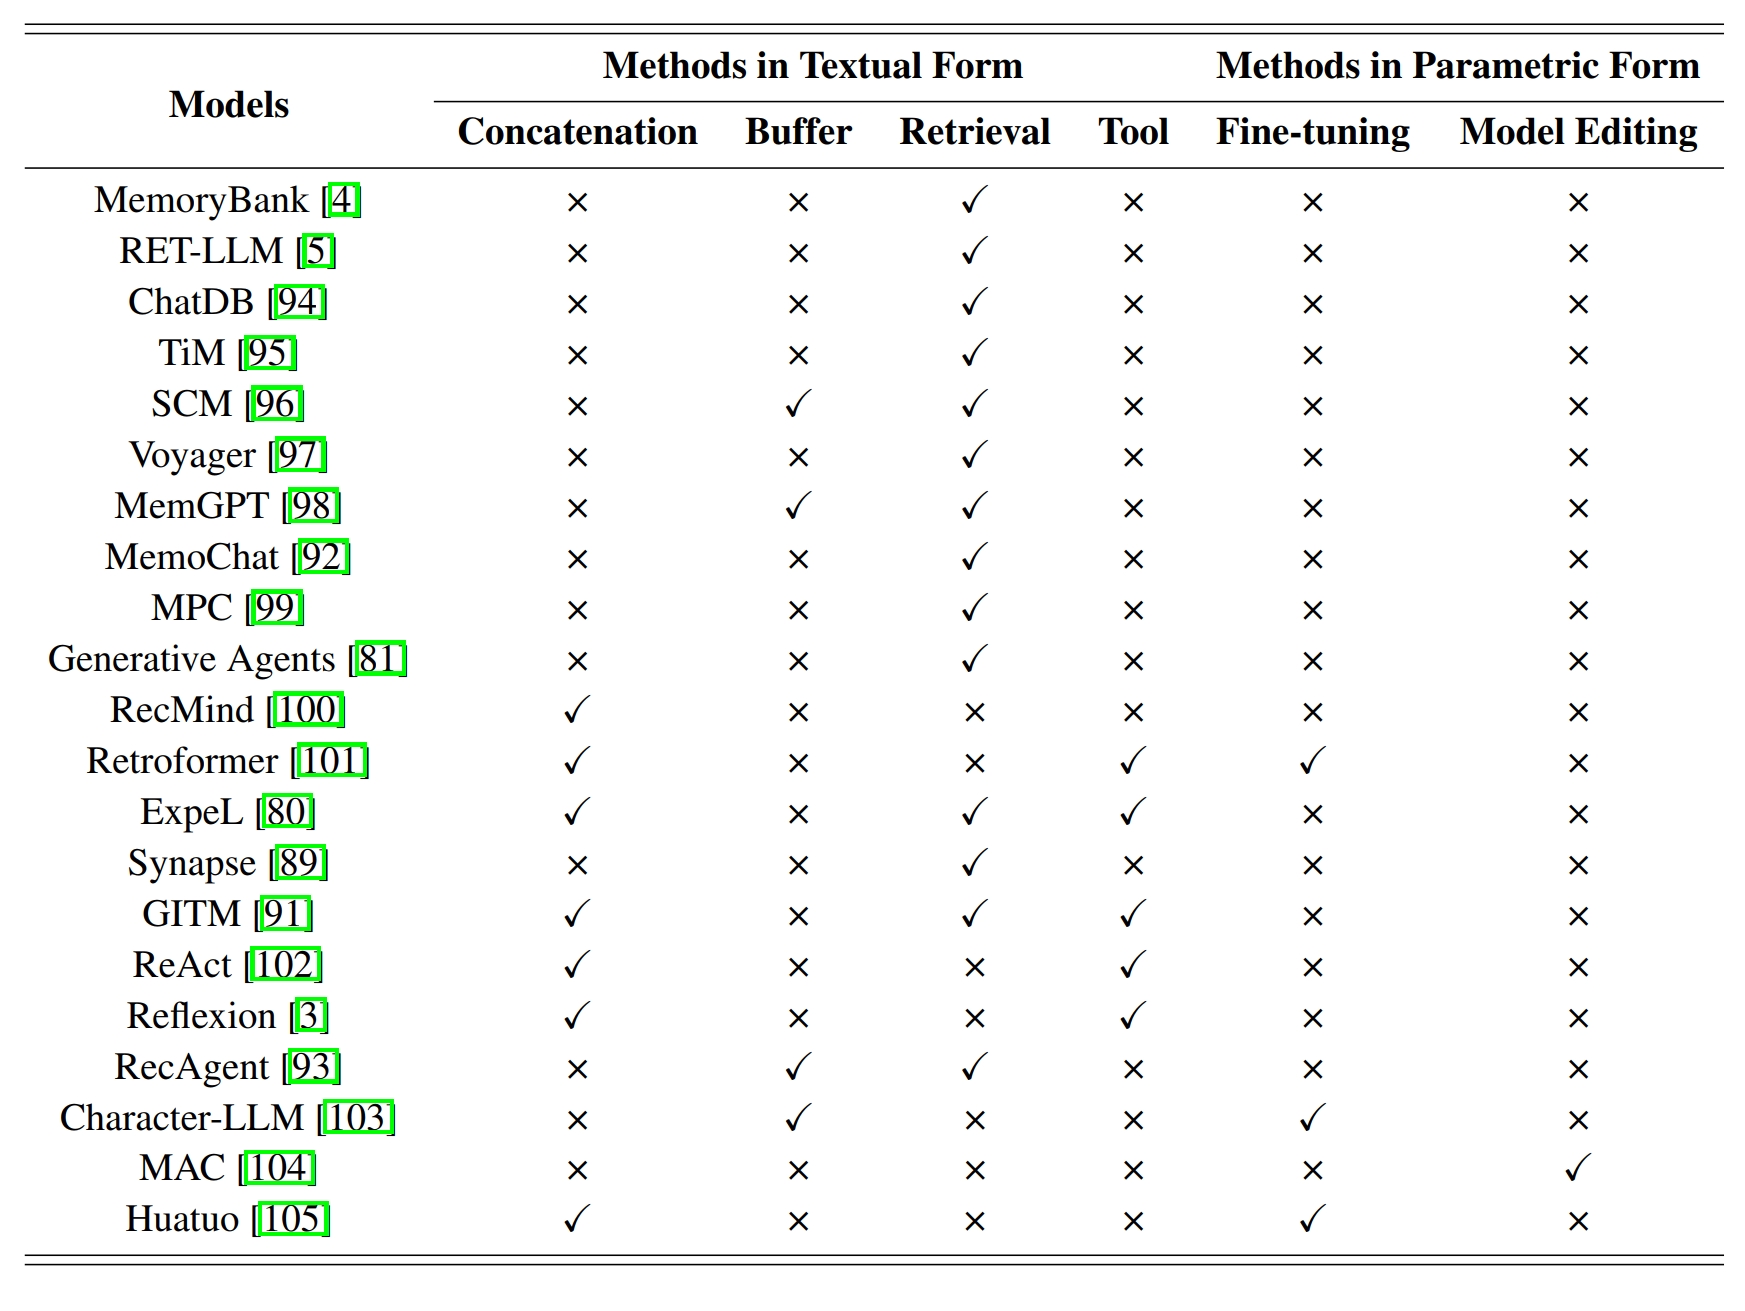 Methods in Textual Form Methods in Parametric Form
Models
Concatenation Buffer Retrieval Tool Fine-tuning Model Editing
MemoryBank [4] × × ✓ × × ×
RET-LLM [5] × × ✓ × × ×
ChatDB [94] × × ✓ × × ×
TiM [95] × × ✓ × × ×
SCM [96] × ✓ ✓ × × ×
Voyager [97] × × ✓ × × ×
MemGPT [98] × ✓ ✓ × × ×
MemoChat [92] × × ✓ × × ×
MPC [99] × × ✓ × × ×
Generative Agents [81] × × ✓ × × ×
RecMind [100] ✓ × × × × ×
Retroformer [101] ✓ × × ✓ ✓ ×
ExpeL [80] ✓ × ✓ ✓ × ×
Synapse [89] × × ✓ × × ×
GITM [91] ✓ × ✓ ✓ × ×
ReAct [102] ✓ × × ✓ × ×
Reflexion [3] ✓ × × ✓ × ×
RecAgent [93] × ✓ ✓ × × ×
Character-LLM [103] × ✓ × × ✓ ×
MAC [104] × × × × × ✓
Huatuo [105] ✓ × × × ✓ ×